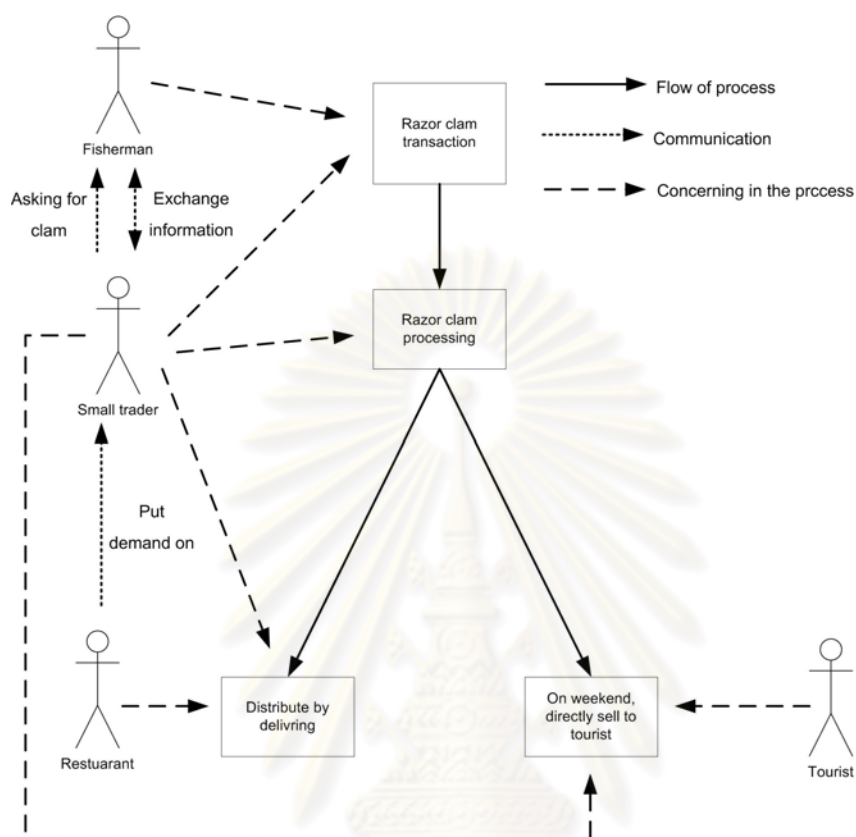 Fisherman
Asking for
clam
Exchange
information
Small trader
Put
demand on
Restuarant
Razor clam
transaction
Razor clam
processing
Distribute by
delivring
On weekend,
directly sell to
tourist
Tourist
Flow of process
Communication
Concerning in the prccess